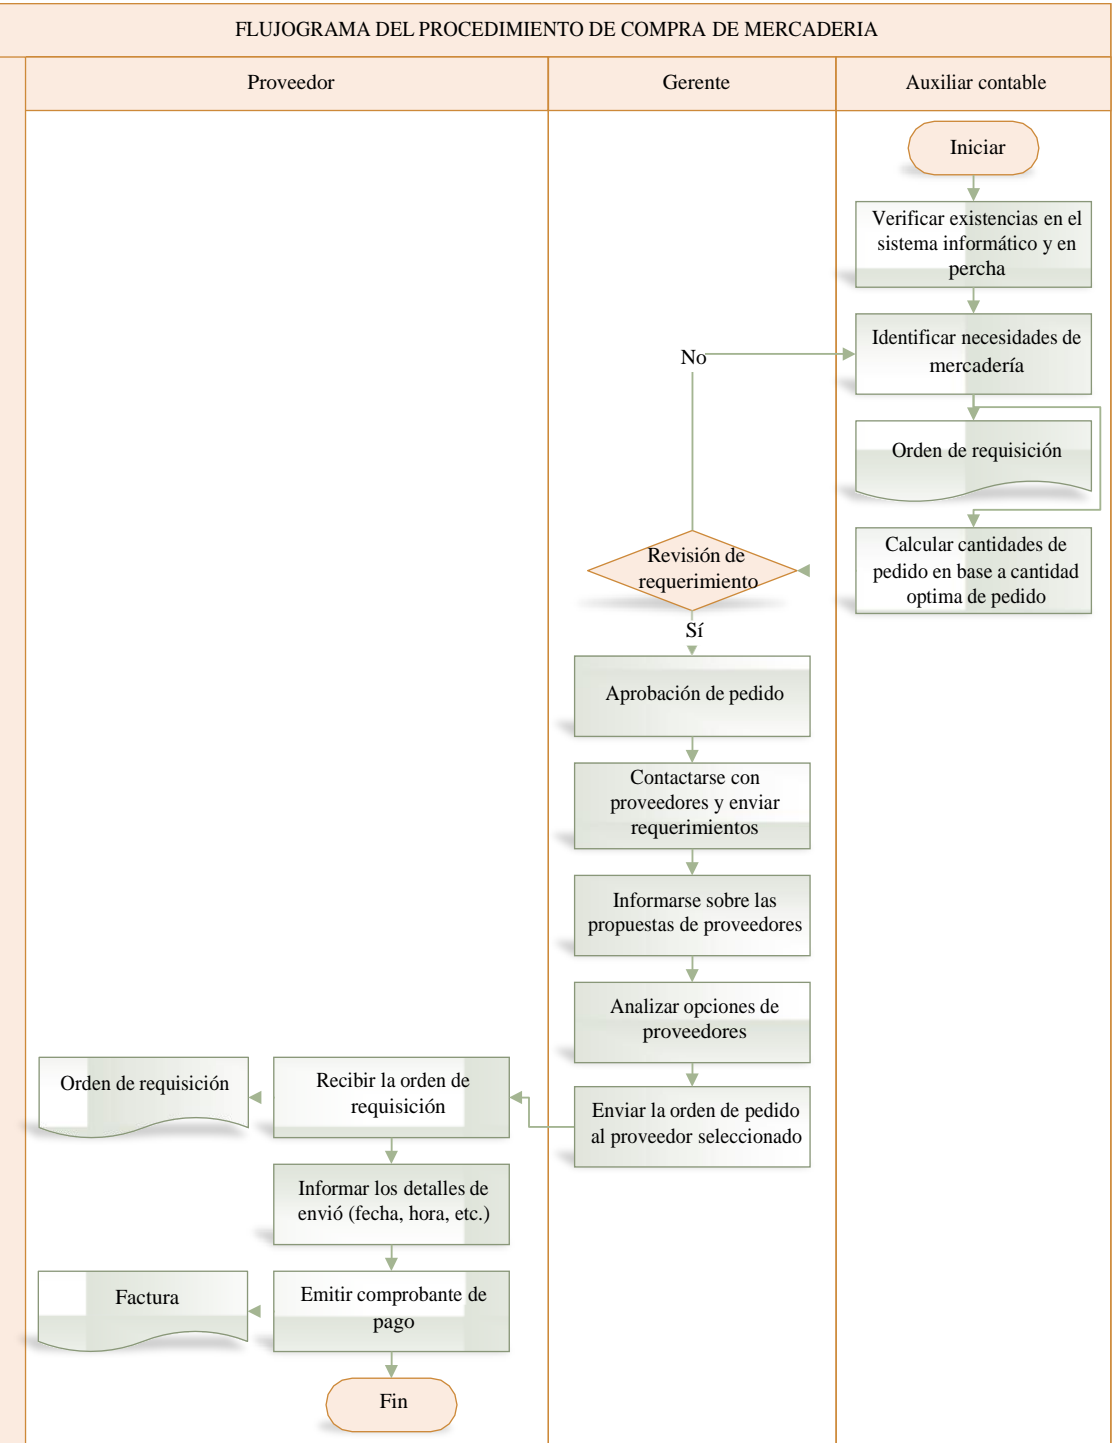 FLUJOGRAMA DEL PROCEDIMIENTO DE COMPRA DE MERCADERIA
Proveedor
Gerente
Auxiliar contable
Iniciar
Verificar existencias en el
sistema informático y en
percha
Identificar necesidades de
mercadería
No
Orden de requisición
Calcular cantidades de
pedido en base a cantidad
optima de pedido
Revisión de
requerimiento
Sí
Aprobación de pedido
Contactarse con
proveedores y enviar
requerimientos
Informarse sobre las
propuestas de proveedores
Analizar opciones de
proveedores
Enviar la orden de pedido
al proveedor seleccionado
Recibir la orden de
requisición
Orden de requisición
Informar los detalles de
envió (fecha, hora, etc.)
Emitir comprobante de
pago
Factura
Fin